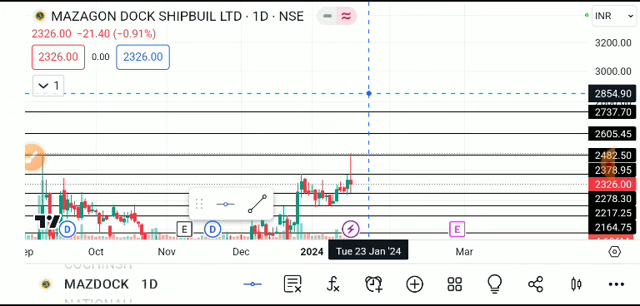 MAZAGON DOCK SHIPBUIL LTD · 1D · NSE
INR
2326.00 −21.40 (−0.91%)
2326.00 0.00 2326.00
1
3200.00
3000.00
2854.90
2737.70
2605.45
2482.50
2378.95
2326.00
2278.30
2217.25
2164.75
D E D E
ep Oct Nov Dec 2024 Tue 23 Jan '24 Mar
MAZDOCK 1D